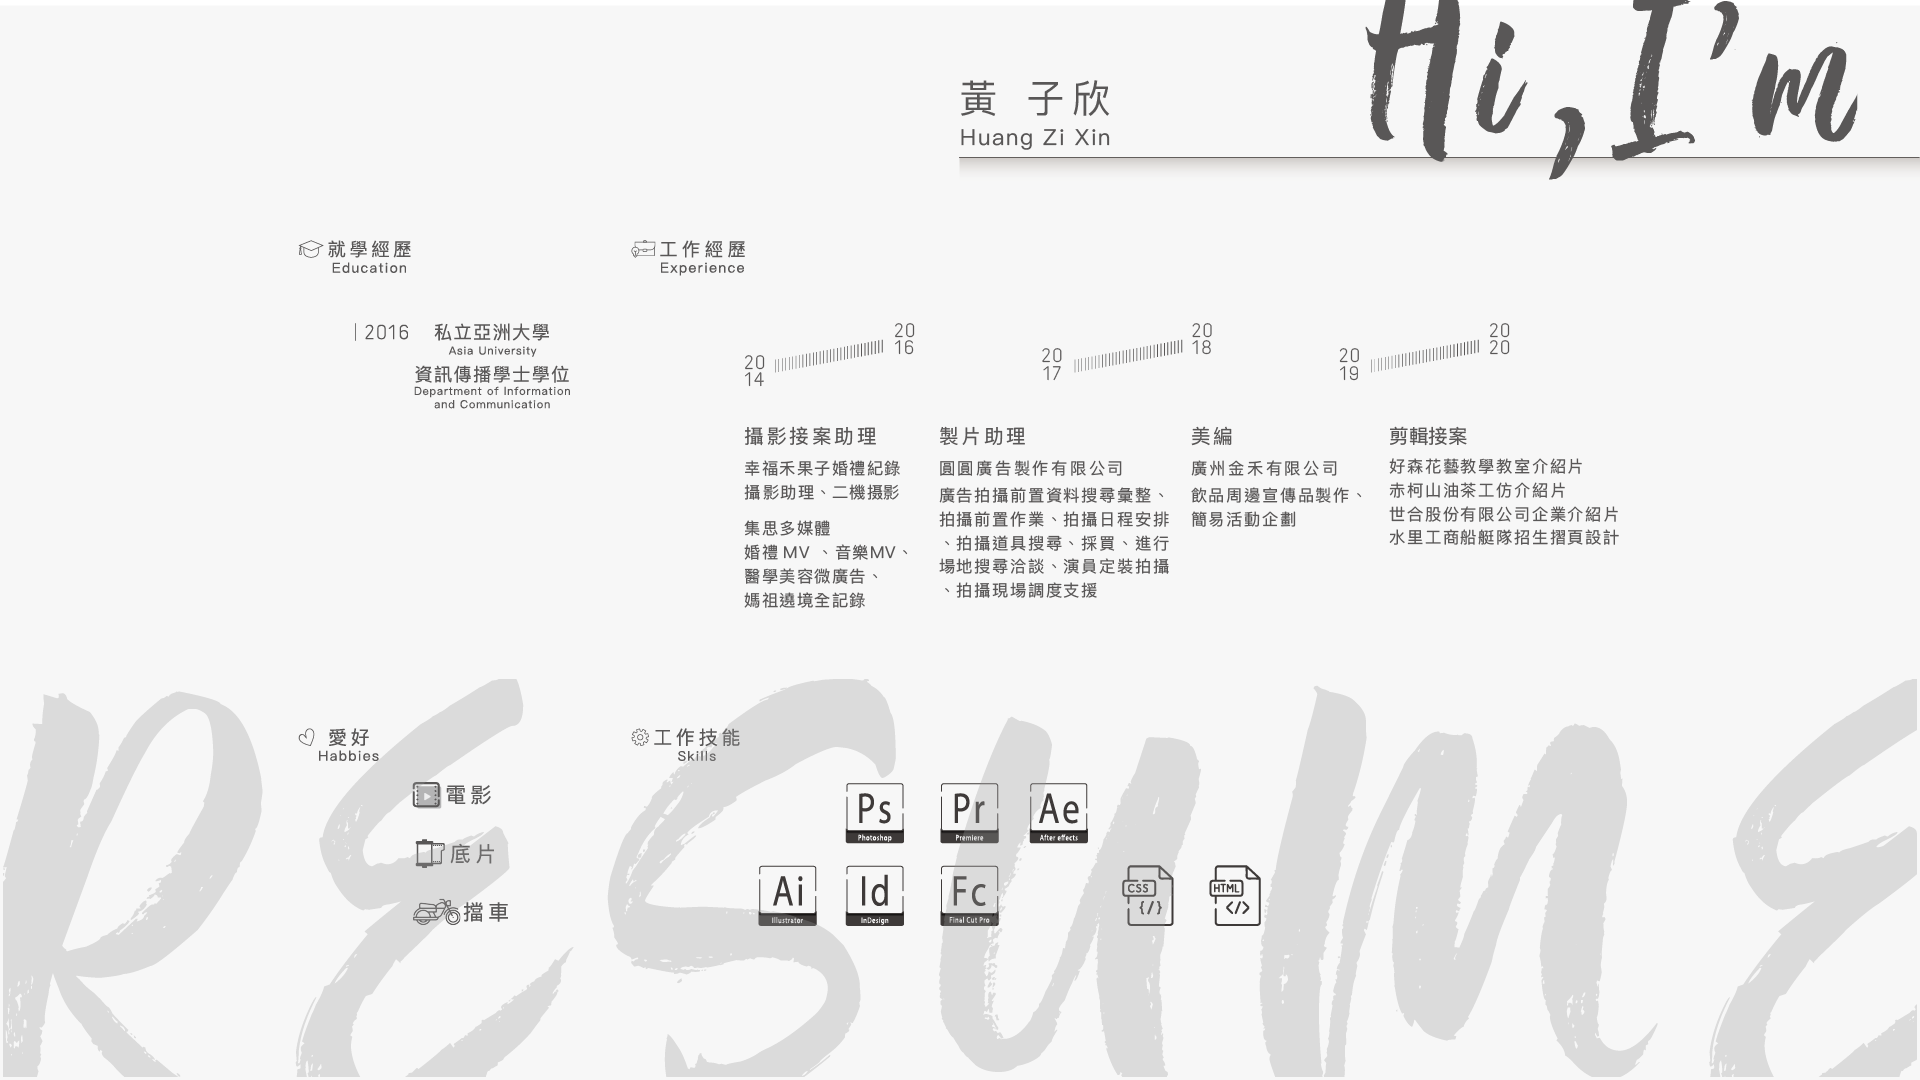 Hi, I'm
黃 子欣
Huang Zi Xin
就學經歷
Education
2016 私立亞洲大學
Asia University
資訊傳播學士學位
Department of Information
and Communication
工作經歷
Experience
2014
2016
攝影接案助理
幸福禾果子婚禮紀錄
攝影助理、二機摄影
集思多媒體
婚禮 MV 、音樂MV、
醫學美容微廣告、
媽祖遶境全記錄
2017
2018
製片助理
圓圓廣告製作有限公司
廣告拍攝前置資料搜尋彙整、
拍攝前置作業、拍攝日程安排
、拍攝道具搜尋、採買、進行
場地搜尋洽談、演員定裝拍攝
、拍攝現場調度支援
美編
廣州金禾有限公司
飲品周邊宣傳品製作、
簡易活動企劃
2019
2020
剪輯接案
好森花藝教學教室介紹片
赤柯山油茶工仿介紹片
世合股份有限公司企業介紹片
水里工商船艇隊招生摺頁設計
愛好
Habbies
電影
底片
擋車
工作技能
Skills
Ps
Photoshop
Pr
Premiere
Ae
After effects
Ai
Illustrator
Id
InDesign
Fc
Final Cut Pro
CSS
{/}
HTML
</>
RESUME